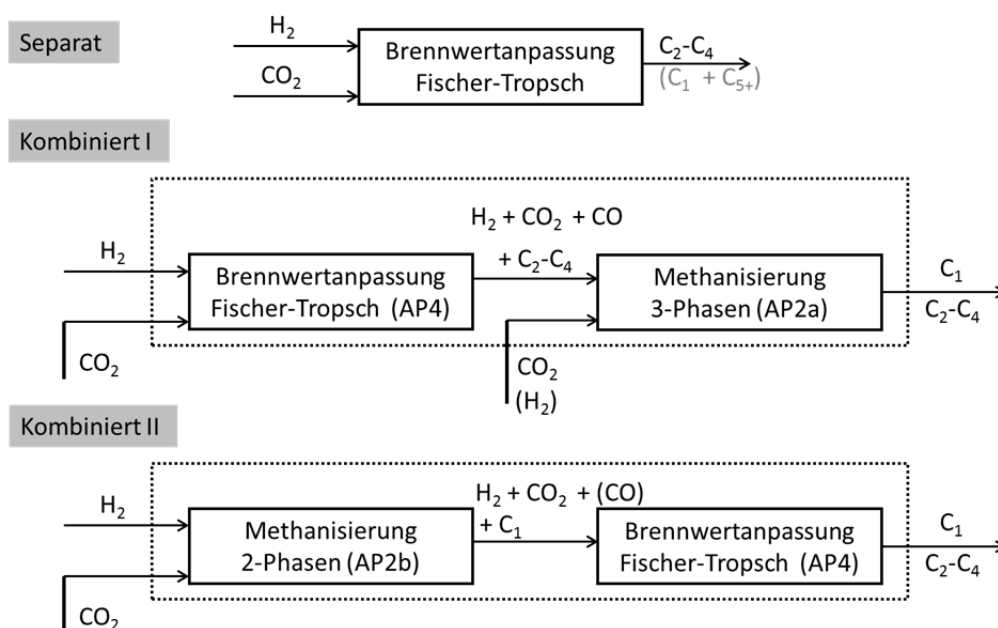 Separat
H₂
CO₂
Brennwertanpassung
Fischer-Tropsch
C₂-C₄
(C₁ + C₅₊)
Kombiniert I
H₂
CO₂
Brennwertanpassung
Fischer-Tropsch (AP4)
H₂ + CO₂ + CO
+ C₂-C₄
CO₂
(H₂)
Methanisierung
3-Phasen (AP2a)
C₁
C₂-C₄
Kombiniert II
H₂
CO₂
Methanisierung
2-Phasen (AP2b)
H₂ + CO₂ + (CO)
+ C₁
Brennwertanpassung
Fischer-Tropsch (AP4)
C₁
C₂-C₄